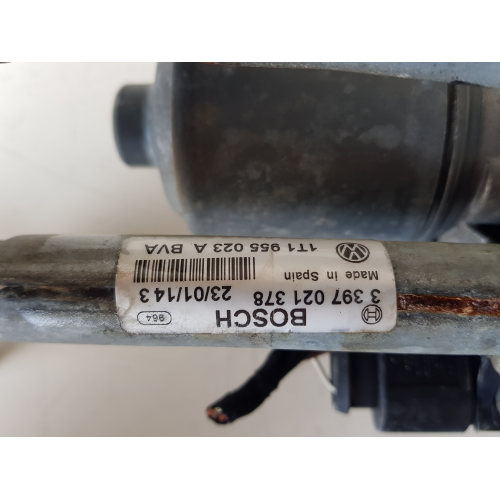 BOSCH
964
3 397 021 378
23/01/14 3
Made in Spain
1T1 955 023 A BVA